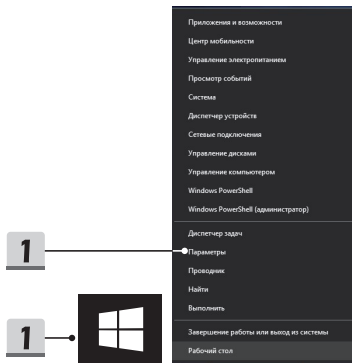 Приложения и возможности
Центр мобильности
Управление электропитанием
Просмотр событий
Система
Диспетчер устройств
Сетевые подключения
Управление дисками
Управление компьютером
Windows PowerShell
Windows PowerShell (администратор)
Диспетчер задач
1 Параметры
Проводник
Найти
Выполнить
1
Завершение работы или выход из системы
Рабочий стол